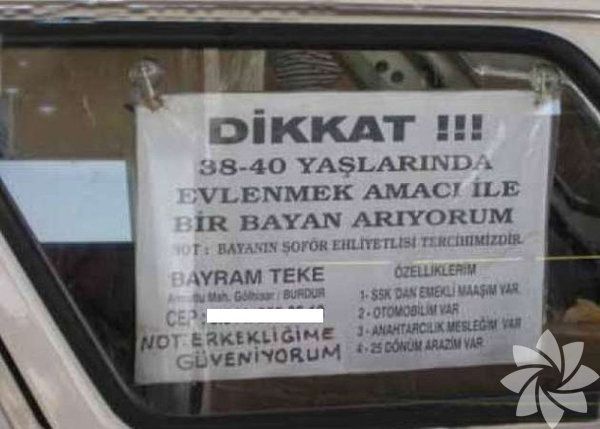 DİKKAT !!!
38-40 YAŞLARINDA
EVLENMEK AMACI İLE
BİR BAYAN ARIYORUM
NOT : BAYANIN ŞOFÖR EHLİYETLİSİ TERCİHİMİZDİR.
BAYRAM TEKE
Mah. Gölhisar / BURDUR
CEP:
NOT: ERKEKLİĞİME
GÜVENİYORUM
ÖZELLİKLERİM
1- SSK'DAN EMEKLİ MAAŞIM VAR.
2 - OTOMOBİLİM VAR
3 - ANAHTARCILIK MESLEĞİM VAR
4 - 25 DÖNÜM ARAZİM VAR.